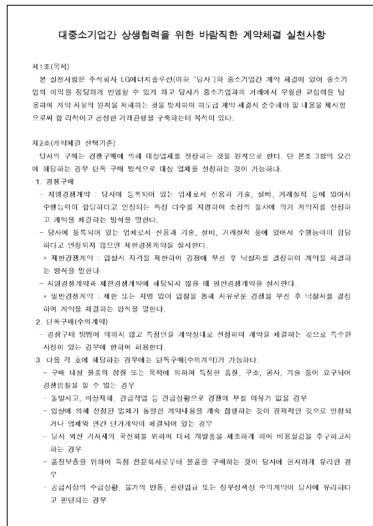 대중소기업간 상생협력을 위한 바람직한 계약체결 실천사항
제1조(목적)
본 실천사항은 주식회사 LG에너지솔루션(이하 "당사")와 중소기업간 계약 체결에 있어 중소기
업의 이익을 정당하게 반영할 수 있게 하고 당사가 중소기업과의 거래에서 우월한 교섭력을 남
용하여 계약 자유의 원칙을 저해하는 것을 방지하며 하도급 계약 체결시 준수해야 할 내용을 제시함
으로써 합리적이고 공정한 거래관행을 구축하는데 목적이 있다.
제2조(계약체결 선택기준)
당사의 구매는 경쟁구매에 의해 대상업체를 선정하는 것을 원칙으로 한다. 단 본조 3항의 요건
에 해당하는 경우 단독 구매 방식으로 대상 업체를 선정하는 것이 가능하다.
1. 경쟁구매
- 지명경쟁계약 : 당사에 등록되어 있는 업체로서 신용과 기술, 설비, 거래실적 등에 있어서
수행능력이 합당하다고 인정되는 특정 다수를 지명하여 소정의 절차에 의거 계약자를 선정하
고 계약을 체결하는 방식을 말한다.
- 당사에 등록되어 있는 업체로서 신용과 기술, 설비, 거래실적 등에 있어서 수행능력이 합당
하다고 인정되지 않으면 제한경쟁계약을 실시한다.
* 제한경쟁계약 : 입찰시 자격을 제한하여 경쟁에 부친 후 낙찰자를 결정하여 계약을 체결하
는 방식을 말한다.
- 지명경쟁계약과 제한경쟁계약에 해당되지 않을 때 일반경쟁계약을 실시한다.
* 일반경쟁계약 : 제한 또는 지명 없이 입찰을 통해 자유로운 경쟁을 부친 후 낙찰자를 결정
하여 계약을 체결하는 방식을 말한다.
2. 단독구매(수의계약)
- 경쟁구매 방법에 의하지 않고 특정인을 계약상대로 선정하여 계약을 체결하는 것으로 특수한
사정이 있는 경우에 한하여 허용한다.
3. 다음 각 호에 해당하는 경우에는 단독구매(수의계약)가 가능하다.
- 구매 대상 물품의 성질 또는 목적에 의하여 특정한 품질, 구조, 공사, 기술 등이 요구되어
경쟁입찰을 할 수 없는 경우
- 돌발사고, 비상재해, 긴급작업 등 긴급상황으로 경쟁에 부칠 여유가 없을 경우
- 입찰에 의해 선정된 업체가 동일한 계약내용을 계속 집행하는 것이 경제적인 것으로 인정되
거나 업체와 연간 단가계약이 체결되어 있는 경우
- 당사 외산 기자재의 국산화를 위하여 대체 개발품을 제조하게 하여 비용절감을 추구하고자
하는 경우
- 품질보증을 위하여 특정 전문회사로부터 물품을 구매하는 것이 당사에 현저하게 유리한 경
우
- 공급시장의 수급상황, 물가의 변동, 관련법규 또는 정부정책상 수의계약이 당사에 유리하다
고 판단되는 경우